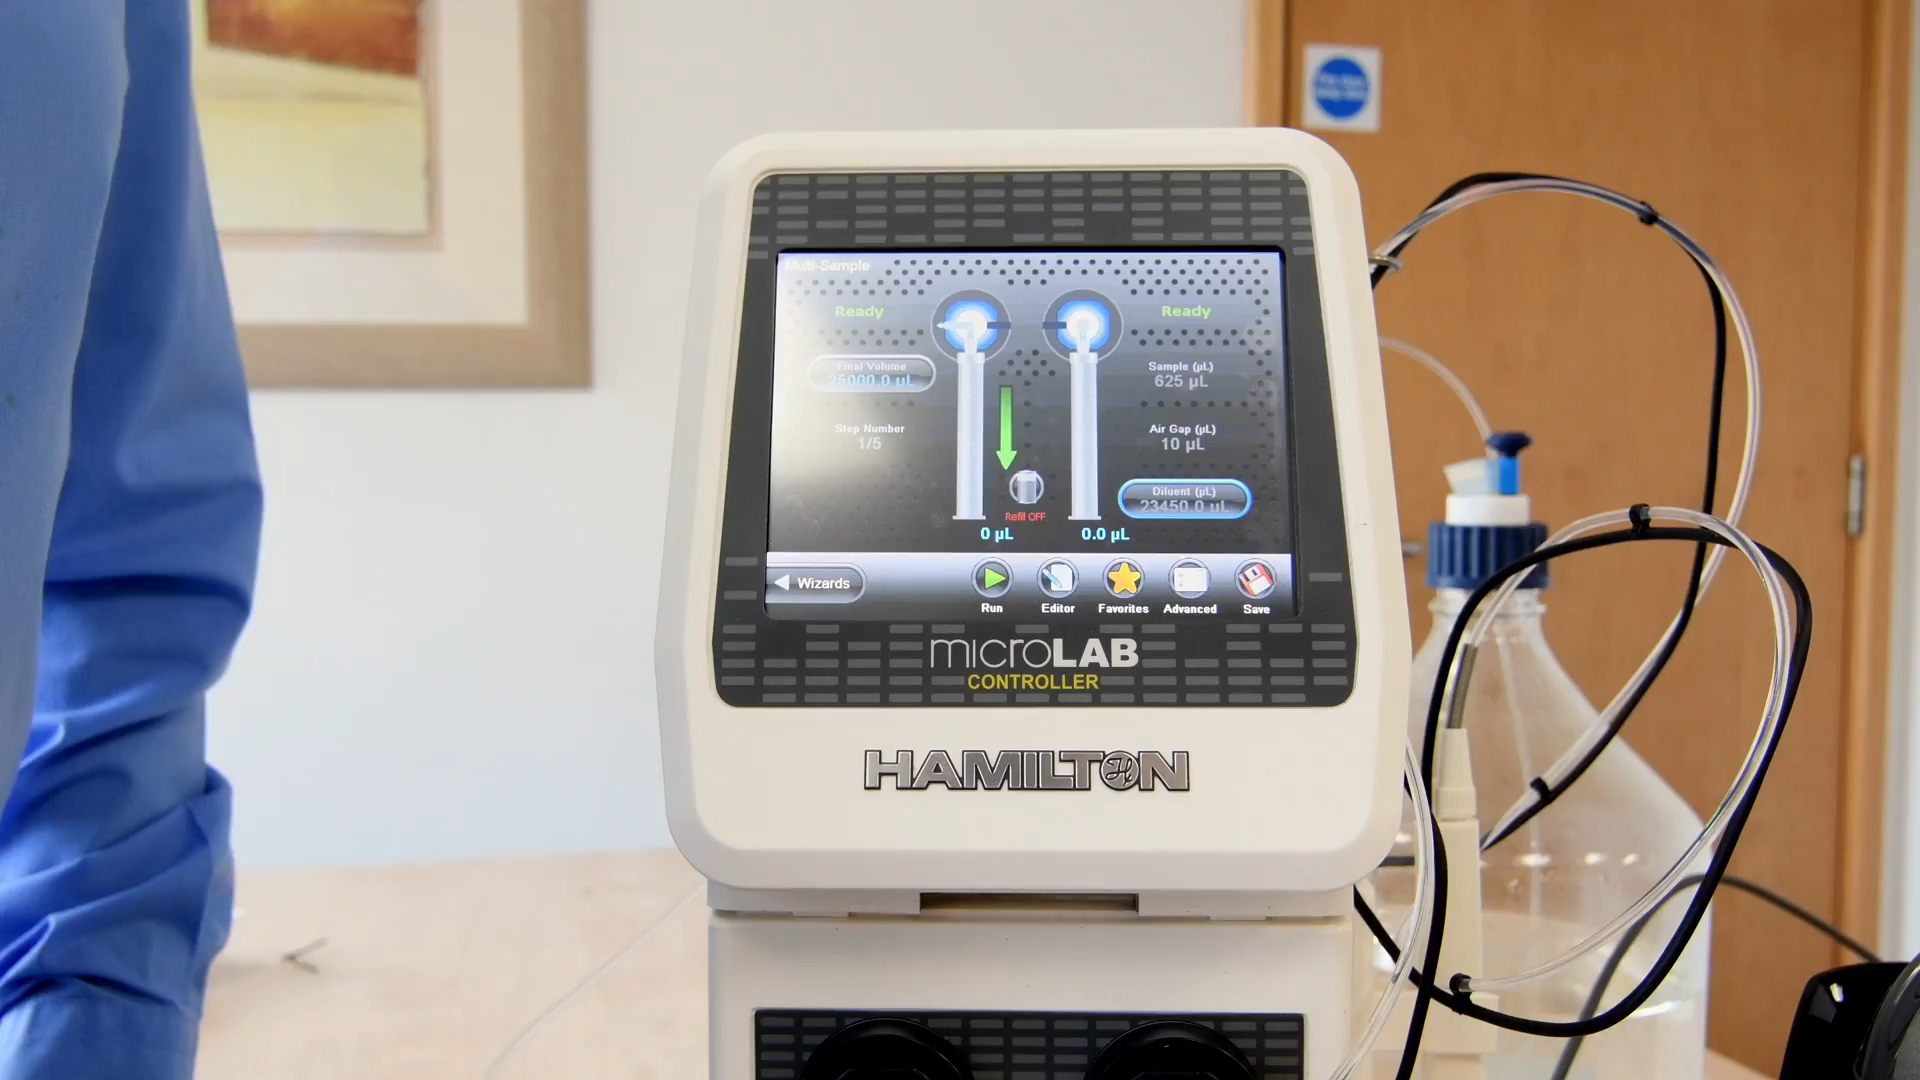 Multi-Sample
Ready
Ready
Final Volume
25000.0 µL
Sample (µL)
625 µL
Step Number
1/5
Air Gap (µL)
10 µL
Diluent (µL)
23450.0 µL
Refill OFF
0 µL
0.0 µL
Wizards
Run
Editor
Favorites
Advanced
Save
microLAB
CONTROLLER
HAMILTON